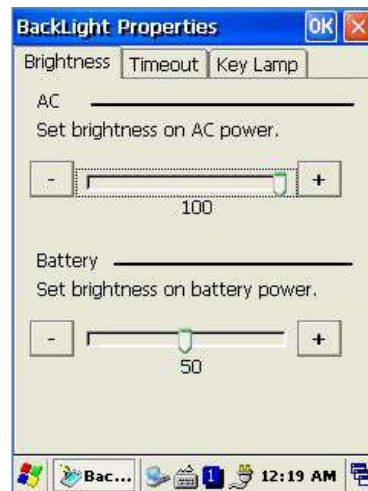 BackLight Properties OK
Brightness Timeout Key Lamp
AC
Set brightness on AC power.
- +
100
Battery
Set brightness on battery power.
- +
50
Bac... 1 12:19 AM